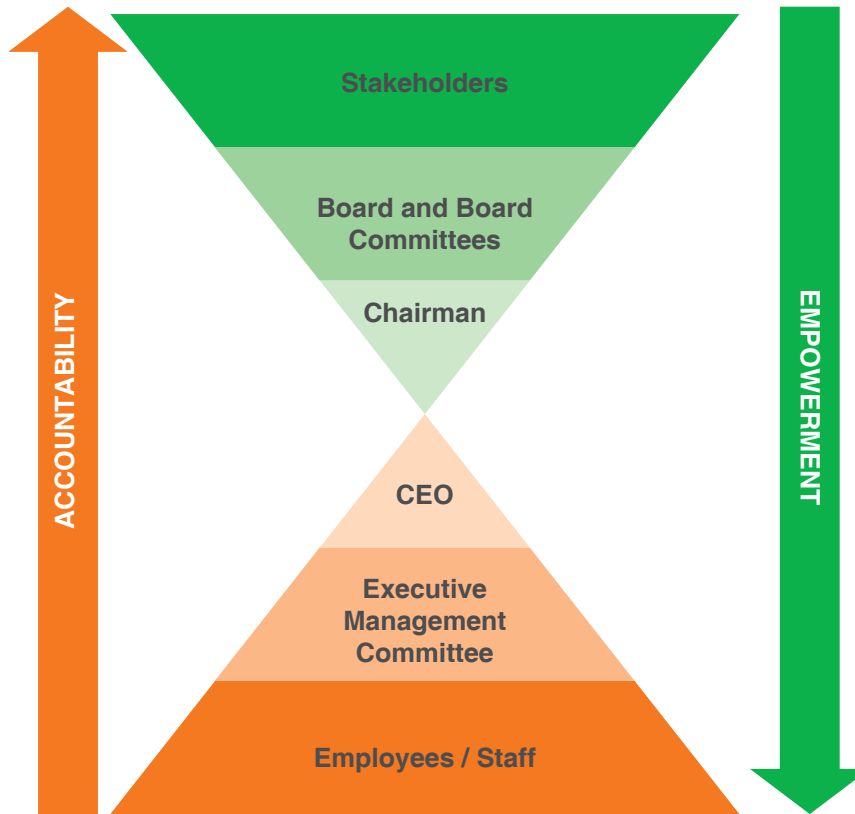 Stakeholders
Board and Board
Committees
Chairman
CEO
Executive
Management
Committee
Employees / Staff
ACCOUNTABILITY
EMPOWERMENT